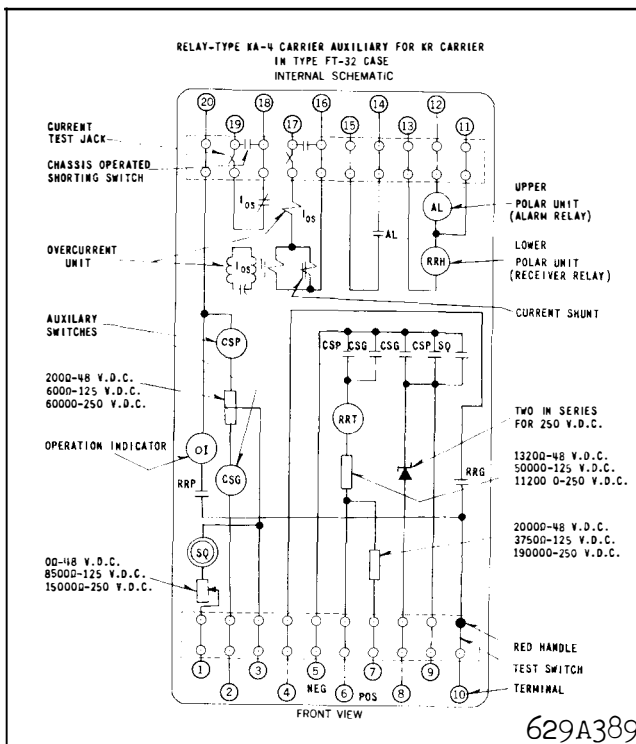 RELAY-TYPE KA-4 CARRIER AUXILIARY FOR KR CARRIER
IN TYPE FT-32 CASE
INTERNAL SCHEMATIC
20
19
18
17
16
15
14
13
12
11
CURRENT
TEST JACK
CHASSIS OPERATED
SHORTING SWITCH
IOS
IOS
AL
AL
UPPER
POLAR UNIT
(ALARM RELAY)
OVERCURRENT
UNIT
IOS
RRH
LOWER
POLAR UNIT
(RECEIVER RELAY)
CURRENT SHUNT
AUXILARY
SWITCHES
CSP
CSP
CSG
CSG
CSP
SQ
200Ω-48 V.D.C.
600Ω-125 V.D.C.
6000Ω-250 V.D.C.
RRT
TWO IN SERIES
FOR 250 V.D.C.
OPERATION INDICATOR
OI
CSG
RRP
RRG
1320Ω-48 V.D.C.
5000Ω-125 V.D.C.
11200 Ω-250 V.D.C.
SQ
2000Ω-48 V.D.C.
3750Ω-125 V.D.C.
19000Ω-250 V.D.C.
0Ω-48 V.D.C.
8500Ω-125 V.D.C.
15000Ω-250 V.D.C.
RED HANDLE
TEST SWITCH
TERMINAL
1
2
3
4
5
NEG
6
POS
7
8
9
10
FRONT VIEW
629A389